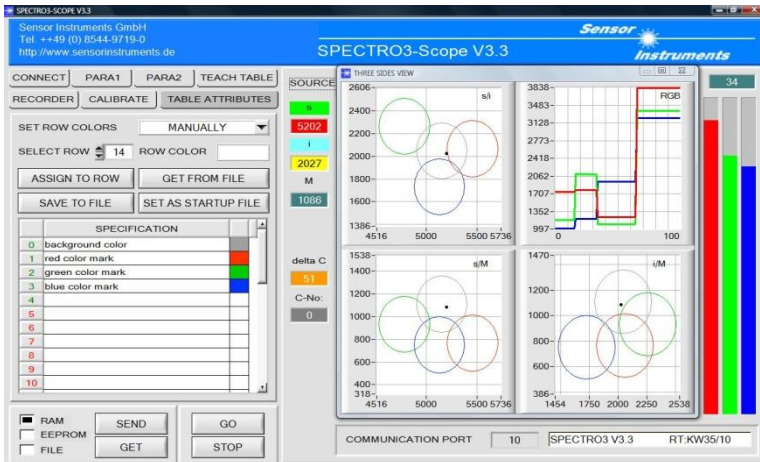 SPECTRO3-SCOPE V3.3
Sensor Instruments GmbH
Tel. ++49 (0) 8544-9719-0
http://www.sensorinstruments.de
SPECTRO3-Scope V3.3
Sensor
Instruments
CONNECT PARA1 PARA2 TEACH TABLE
RECORDER CALIBRATE TABLE ATTRIBUTES
SET ROW COLORS MANUALLY
SELECT ROW 14 ROW COLOR
ASSIGN TO ROW GET FROM FILE
SAVE TO FILE SET AS STARTUP FILE
SPECIFICATION
0 background color
1 red color mark
2 green color mark
3 blue color mark
4
5
6
7
8
9
10
RAM
EEPROM
FILE
SEND
GET
GO
STOP
SOURCE
s
5202
i
2027
M
1086
delta C
51
C-No:
0
THREE SIDES VIEW
s/i
2606
2400
2200
2000
1800
1600
1386
4516 5000 5500 5736
RGB
3838
3483
3128
2773
2418
2062
1707
1352
997
0 100
s/M
1538
1400
1200
1000
800
600
400
318
4516 5000 5500 5736
i/M
1470
1200
1000
800
600
386
1454 1750 2000 2250 2538
34
COMMUNICATION PORT 10 SPECTRO3 V3.3 RT:KW35/10